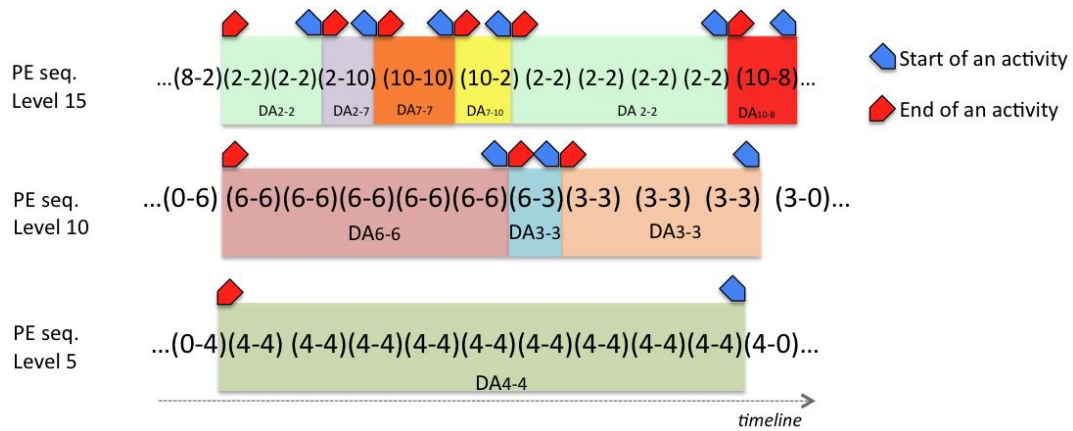 PE seq.
Level 15
...(8-2)(2-2)(2-2)(2-10) (10-10) (10-2) (2-2) (2-2) (2-2) (2-2) (10-8)...
DA2-2 DA2-7 DA7-7 DA7-10 DA 2-2 DA10-8
Start of an activity
End of an activity
PE seq.
Level 10
...(0-6) (6-6)(6-6)(6-6)(6-6)(6-6)(6-3)(3-3) (3-3) (3-3) (3-0)...
DA6-6 DA3-3 DA3-3
PE seq.
Level 5
...(0-4)(4-4) (4-4)(4-4)(4-4)(4-4)(4-4)(4-4)(4-4)(4-4)(4-0)...
DA4-4
timeline